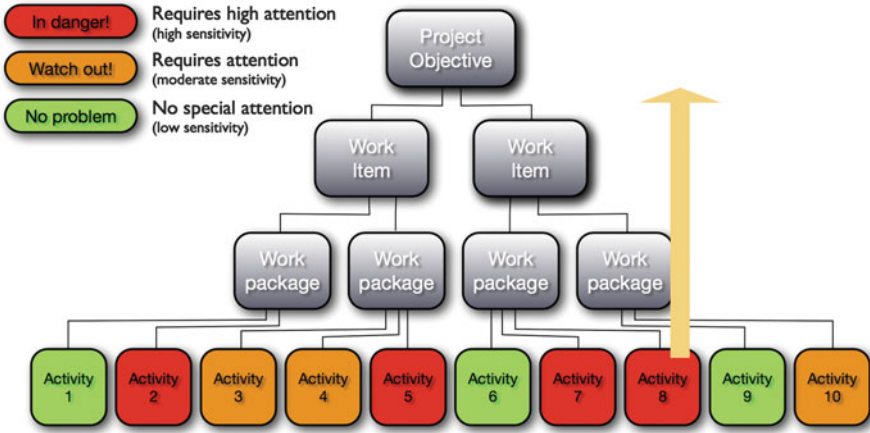 In danger!
Requires high attention
(high sensitivity)
Watch out!
Requires attention
(moderate sensitivity)
No problem
No special attention
(low sensitivity)
Project
Objective
Work
Item
Work
Item
Work
package
Work
package
Work
package
Work
package
Activity
1
Activity
2
Activity
3
Activity
4
Activity
5
Activity
6
Activity
7
Activity
8
Activity
9
Activity
10